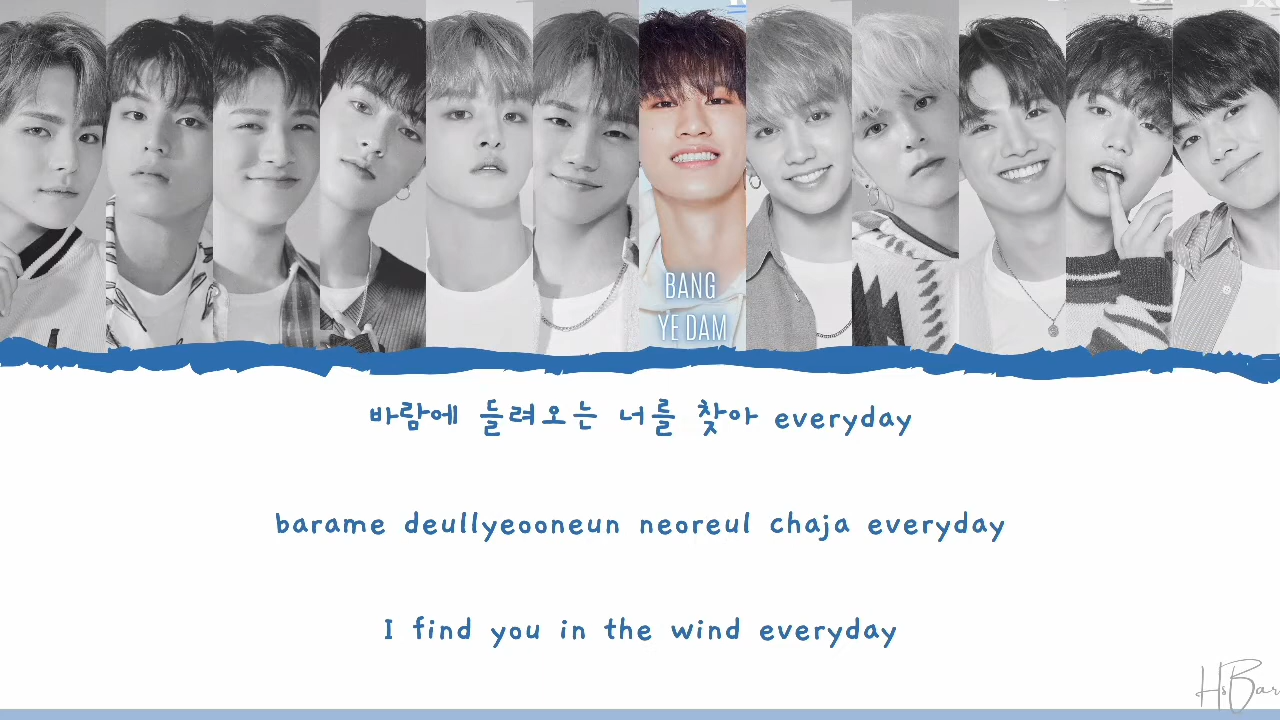 BANG
YE DAM
바람에 들려오는 너를 찾아 everyday
barame deullyeooneun neoreul chaja everyday
I find you in the wind everyday
HsBar